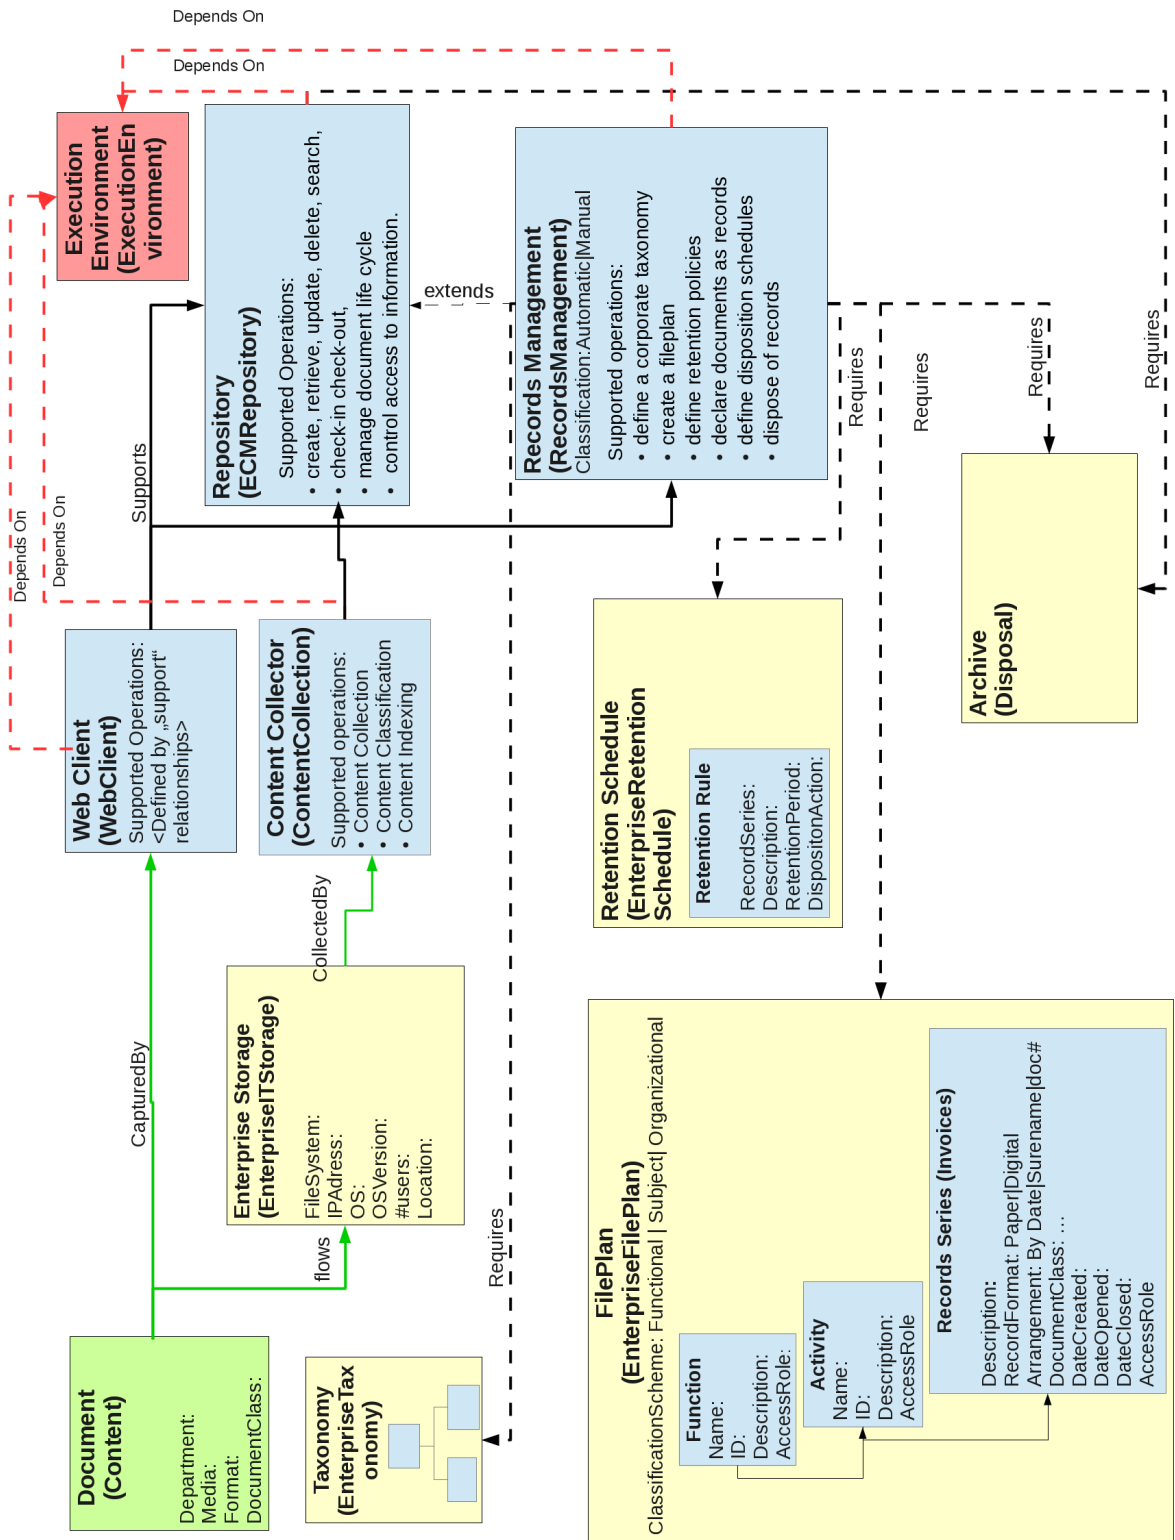 Depends On
Depends On
Execution
Environment
(ExecutionEn
vironment)
Repository
(ECMRepository)
Supported Operations:
• create, retrieve, update, delete, search,
• check-in check-out,
• manage document life cycle
• control access to information.
extends
Records Management
(RecordsManagement)
Classification:Automatic|Manual
Supported operations:
• define a corporate taxonomy
• create a fileplan
• define retention policies
• declare documents as records
• define disposition schedules
• dispose of records
Requires
Requires
Requires
Requires
Supports
Depends On
Depends On
Web Client
(WebClient)
Supported Operations:
<Defined by „support“
relationships>
Content Collector
(ContentCollection)
Supported operations:
• Content Collection
• Content Classification
• Content Indexing
Retention Schedule
(EnterpriseRetention
Schedule)
Retention Rule
RecordSeries:
Description:
RetentionPeriod:
DispositonAction:
Archive
(Disposal)
CapturedBy
CollectedBy
Enterprise Storage
(EnterpriseITStorage)
FileSystem:
IPAdress:
OS:
OSVersion:
#users:
Location:
flows
Requires
Document
(Content)
Department:
Media:
Format:
DocumentClass:
Taxonomy
(EnterpriseTax
onomy)
FilePlan
(EnterpriseFilePlan)
ClassificationScheme: Functional | Subject| Organizational
Function
Name:
ID:
Description:
AccessRole:
Activity
Name:
ID:
Description:
AccessRole
Records Series (Invoices)
Description:
RecordFormat: Paper|Digital
Arrangement: By Date|Surename|doc#
DocumentClass: …
DateCreated:
DateOpened:
DateClosed:
AccessRole